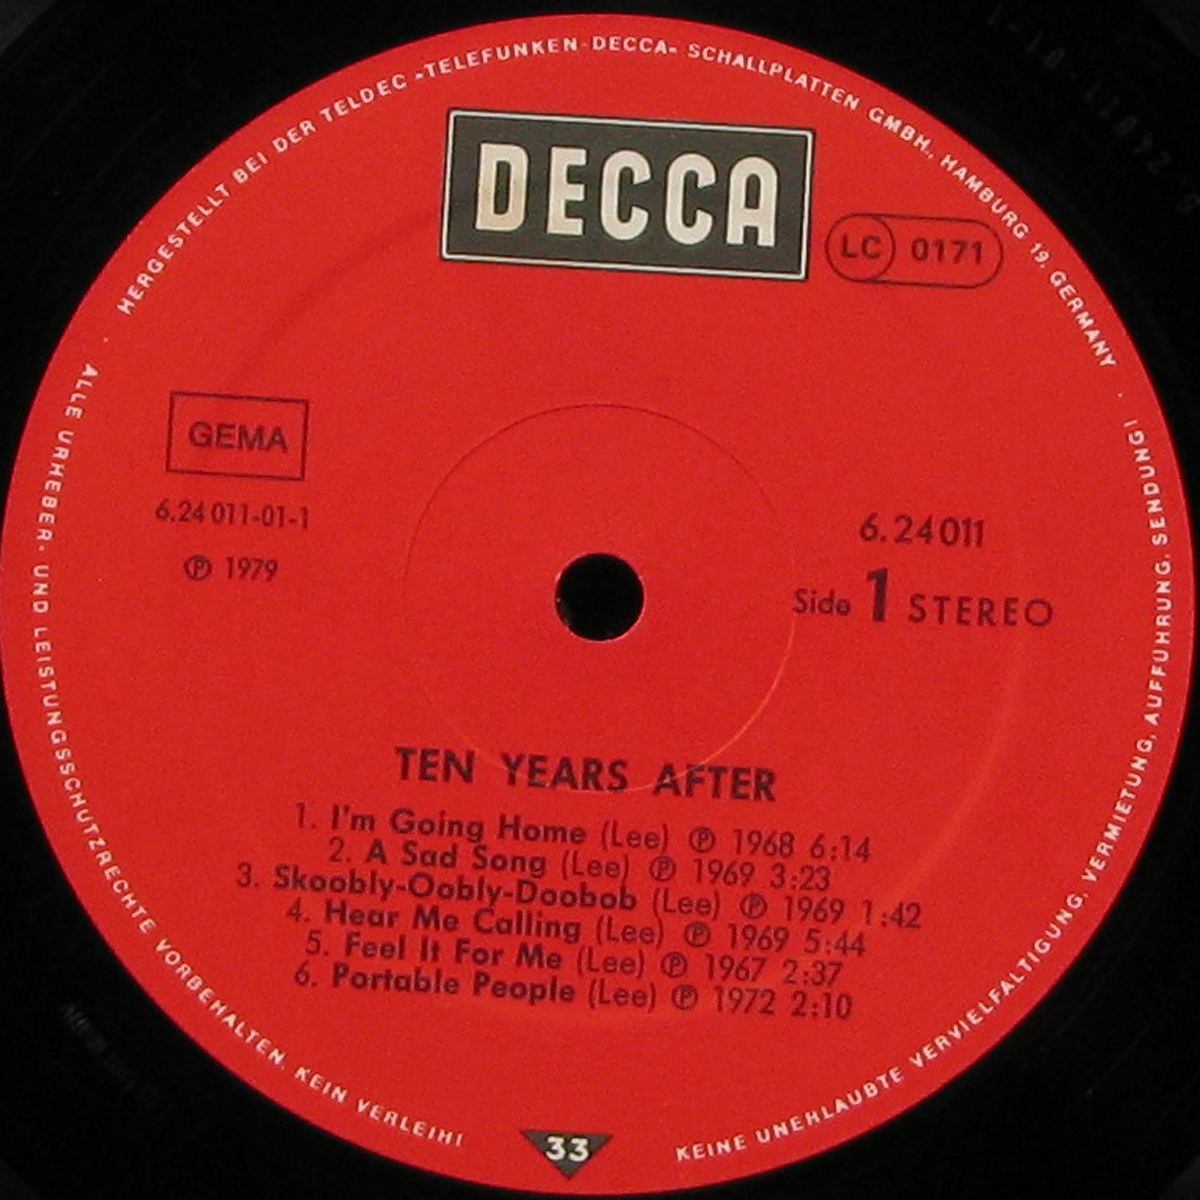 HERGESTELLT BEI DER TELDEC »TELEFUNKEN-DECCA« SCHALLPLATTEN GMBH., HAMBURG 19. GERMANY
DECCA
LC 0171
GEMA
6.24011-01-1
℗ 1979
6.24011
Side 1 STEREO
TEN YEARS AFTER
1. I'm Going Home (Lee) ℗ 1968 6:14
2. A Sad Song (Lee) ℗ 1969 3:23
3. Skoobly-Oobly-Doobob (Lee) ℗ 1969 1:42
4. Hear Me Calling (Lee) ℗ 1969 5:44
5. Feel It For Me (Lee) ℗ 1967 2:37
6. Portable People (Lee) ℗ 1972 2:10
ALLE URHEBER- UND LEISTUNGSSCHUTZRECHTE VORBEHALTEN. KEIN VERLEIH!
33
KEINE UNERLAUBTE VERVIELFÄLTIGUNG, VERMIETUNG, AUFFÜHRUNG, SENDUNG!